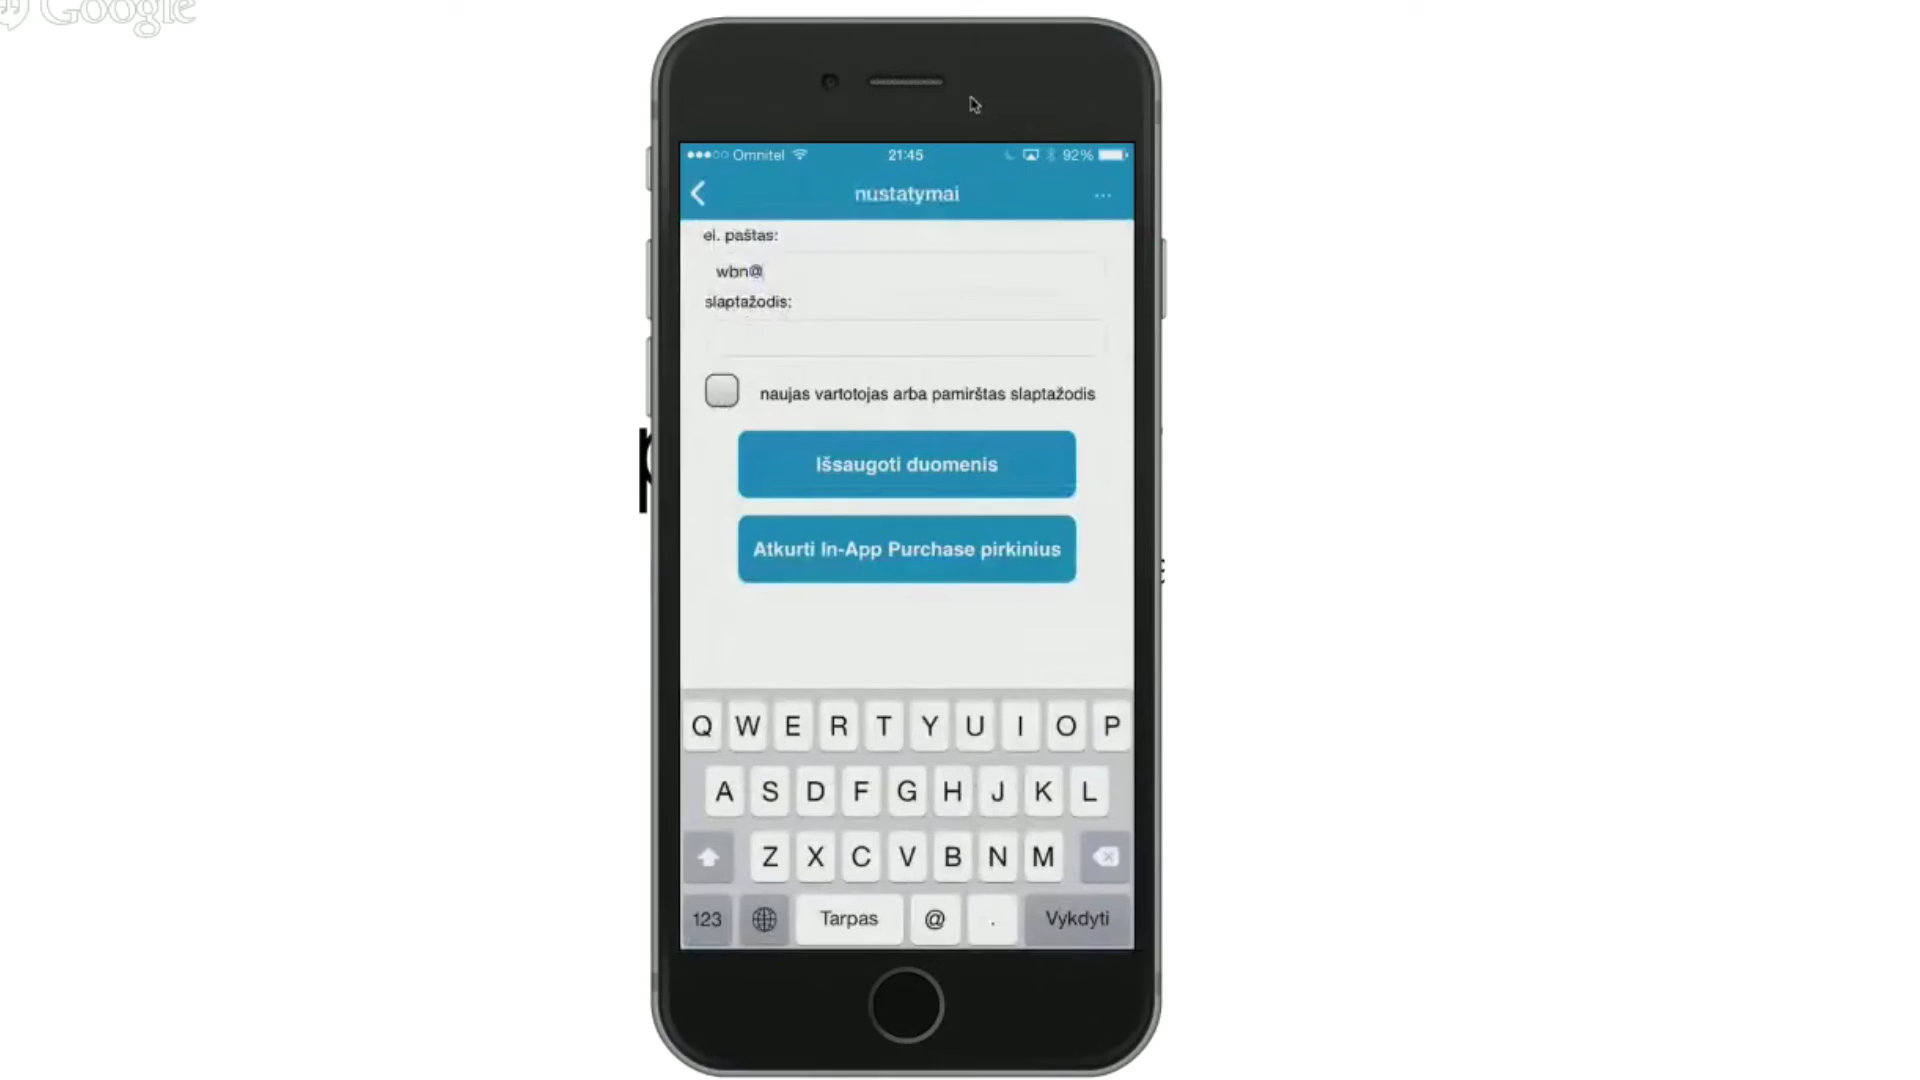 Google
Omnitel 21:45 92%
nustatymai
...
el. paštas:
wbn@
slaptažodis:
naujas vartotojas arba pamirštas slaptažodis
Išsaugoti duomenis
Atkurti In-App Purchase pirkinius
Q W E R T Y U I O P
A S D F G H J K L
Z X C V B N M
123 Tarpas @ . Vykdyti